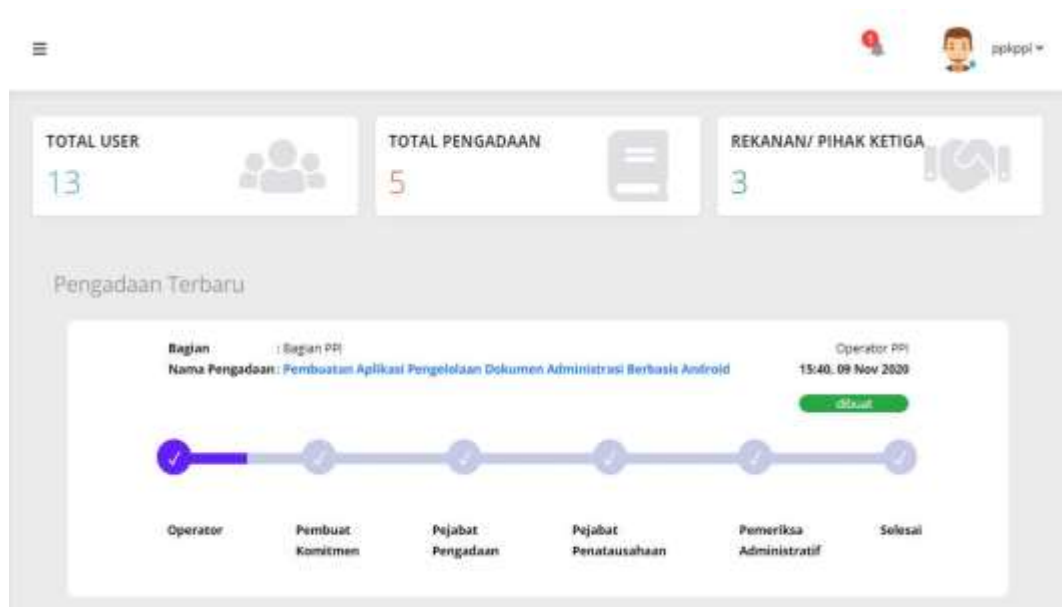 1
ppkppi
TOTAL USER
13
TOTAL PENGADAAN
5
REKANAN/ PIHAK KETIGA
3
Pengadaan Terbaru
Bagian : Bagian PPI
Operator PPI
Nama Pengadaan : Pembuatan Aplikasi Pengelolaan Dokumen Administrasi Berbasis Android
15:40, 09 Nov 2020
dibuat
Operator
Pembuat
Komitmen
Pejabat
Pengadaan
Pejabat
Penatausahaan
Pemeriksa
Administratif
Selesai